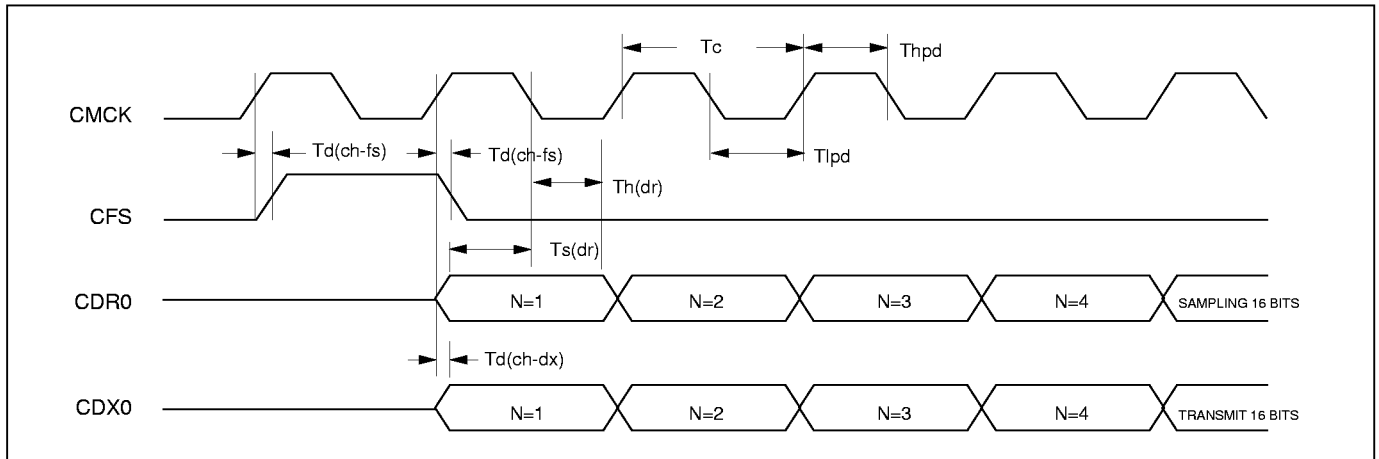 Tc
Thpd
CMCK
Td(ch-fs)
Td(ch-fs)
Tlpd
Th(dr)
CFS
Ts(dr)
CDR0
N=1
N=2
N=3
N=4
SAMPLING 16 BITS
Td(ch-dx)
CDX0
N=1
N=2
N=3
N=4
TRANSMIT 16 BITS